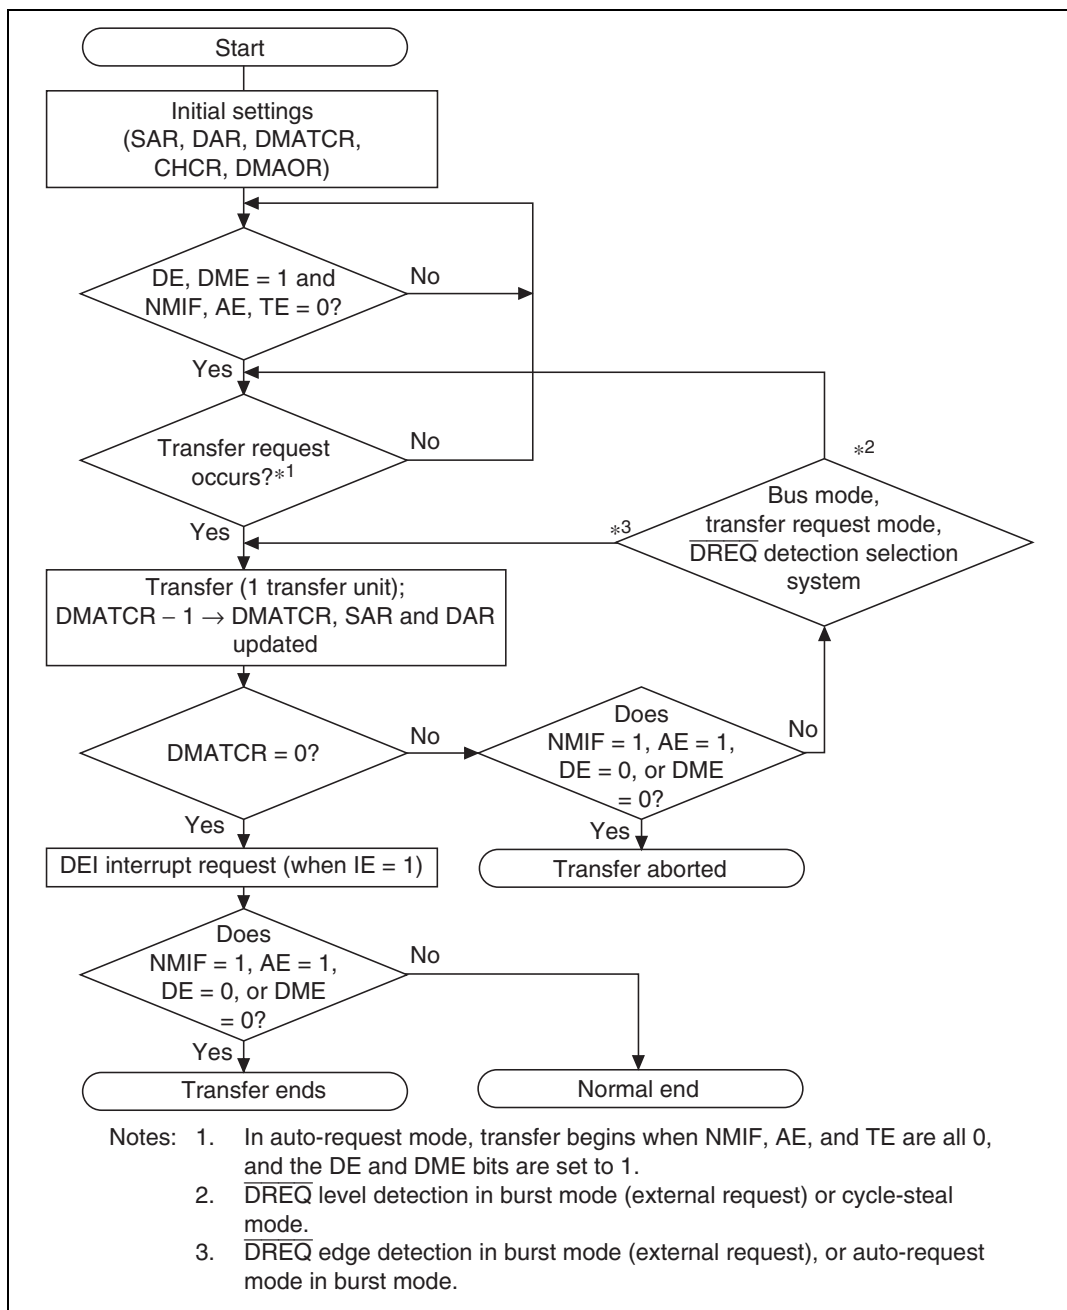 Start
Initial settings
(SAR, DAR, DMATCR,
CHCR, DMAOR)
DE, DME = 1 and
NMIF, AE, TE = 0?
No
Yes
Transfer request
occurs?*1
No
Yes
*2
Bus mode,
transfer request mode,
DREQ detection selection
system
*3
Transfer (1 transfer unit);
DMATCR – 1 → DMATCR, SAR and DAR
updated
DMATCR = 0?
No
Yes
Does
NMIF = 1, AE = 1,
DE = 0, or DME
= 0?
No
Yes
Transfer aborted
DEI interrupt request (when IE = 1)
Does
NMIF = 1, AE = 1,
DE = 0, or DME
= 0?
No
Yes
Transfer ends
Normal end
Notes: 1. In auto-request mode, transfer begins when NMIF, AE, and TE are all 0,
and the DE and DME bits are set to 1.
2. DREQ level detection in burst mode (external request) or cycle-steal
mode.
3. DREQ edge detection in burst mode (external request), or auto-request
mode in burst mode.